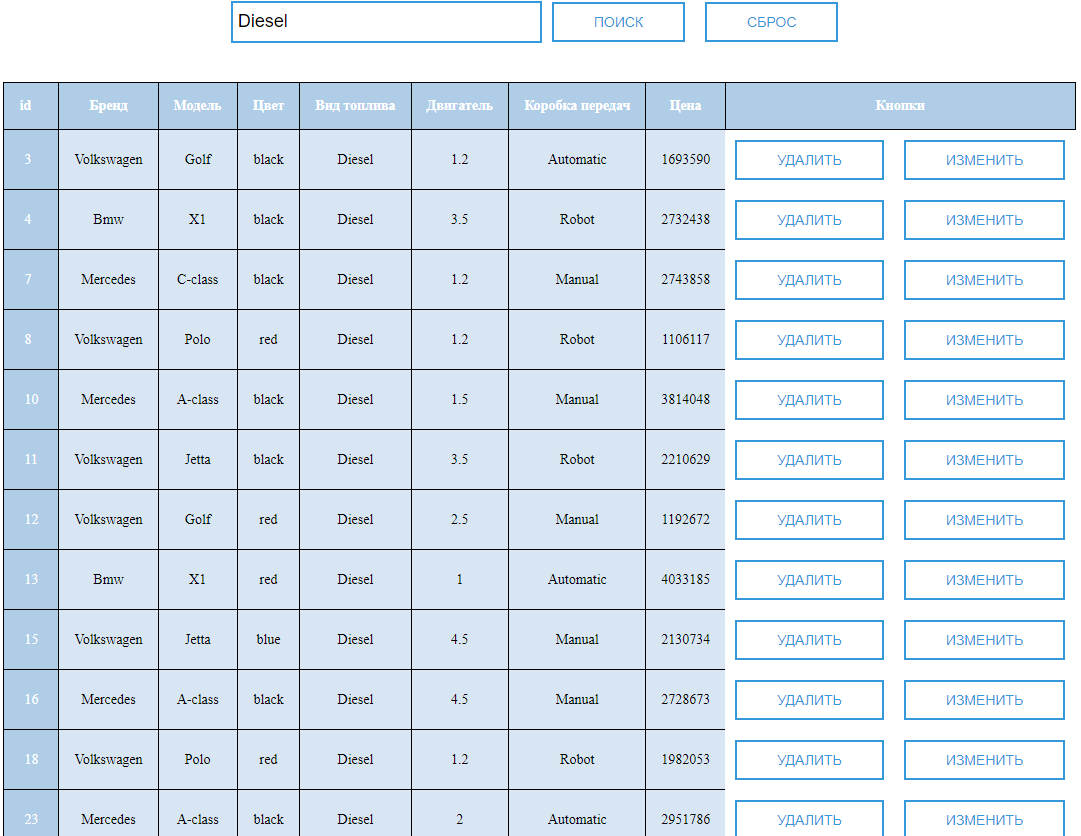 Diesel ПОИСК СБРОС
id Бренд Модель Цвет Вид топлива Двигатель Коробка передач Цена Кнопки
3 Volkswagen Golf black Diesel 1.2 Automatic 1693590 УДАЛИТЬ ИЗМЕНИТЬ
4 Bmw X1 black Diesel 3.5 Robot 2732438 УДАЛИТЬ ИЗМЕНИТЬ
7 Mercedes C-class black Diesel 1.2 Manual 2743858 УДАЛИТЬ ИЗМЕНИТЬ
8 Volkswagen Polo red Diesel 1.2 Robot 1106117 УДАЛИТЬ ИЗМЕНИТЬ
10 Mercedes A-class black Diesel 1.5 Manual 3814048 УДАЛИТЬ ИЗМЕНИТЬ
11 Volkswagen Jetta black Diesel 3.5 Robot 2210629 УДАЛИТЬ ИЗМЕНИТЬ
12 Volkswagen Golf red Diesel 2.5 Manual 1192672 УДАЛИТЬ ИЗМЕНИТЬ
13 Bmw X1 red Diesel 1 Automatic 4033185 УДАЛИТЬ ИЗМЕНИТЬ
15 Volkswagen Jetta blue Diesel 4.5 Manual 2130734 УДАЛИТЬ ИЗМЕНИТЬ
16 Mercedes A-class black Diesel 4.5 Manual 2728673 УДАЛИТЬ ИЗМЕНИТЬ
18 Volkswagen Polo red Diesel 1.2 Robot 1982053 УДАЛИТЬ ИЗМЕНИТЬ
23 Mercedes A-class black Diesel 2 Automatic 2951786 УДАЛИТЬ ИЗМЕНИТЬ